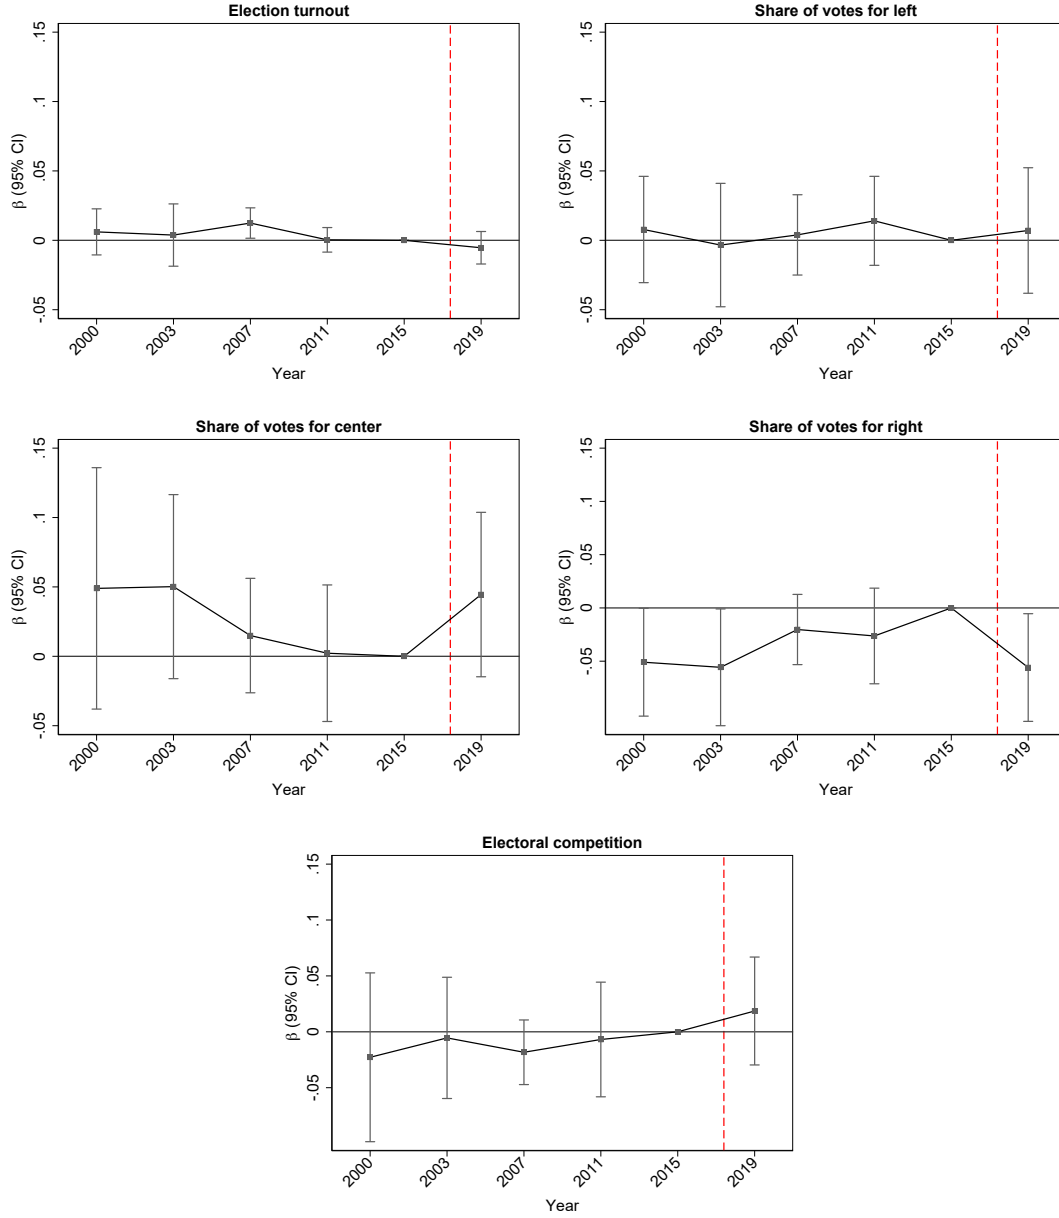 Election turnout
β (95% CI)
.15
.1
.05
0
-.05
2000 2003 2007 2011 2015 2019
Year
Share of votes for left
β (95% CI)
.15
.1
.05
0
-.05
2000 2003 2007 2011 2015 2019
Year
Share of votes for center
β (95% CI)
.15
.1
.05
0
-.05
2000 2003 2007 2011 2015 2019
Year
Share of votes for right
β (95% CI)
.15
.1
.05
0
-.05
2000 2003 2007 2011 2015 2019
Year
Electoral competition
β (95% CI)
.15
.1
.05
0
-.05
2000 2003 2007 2011 2015 2019
Year